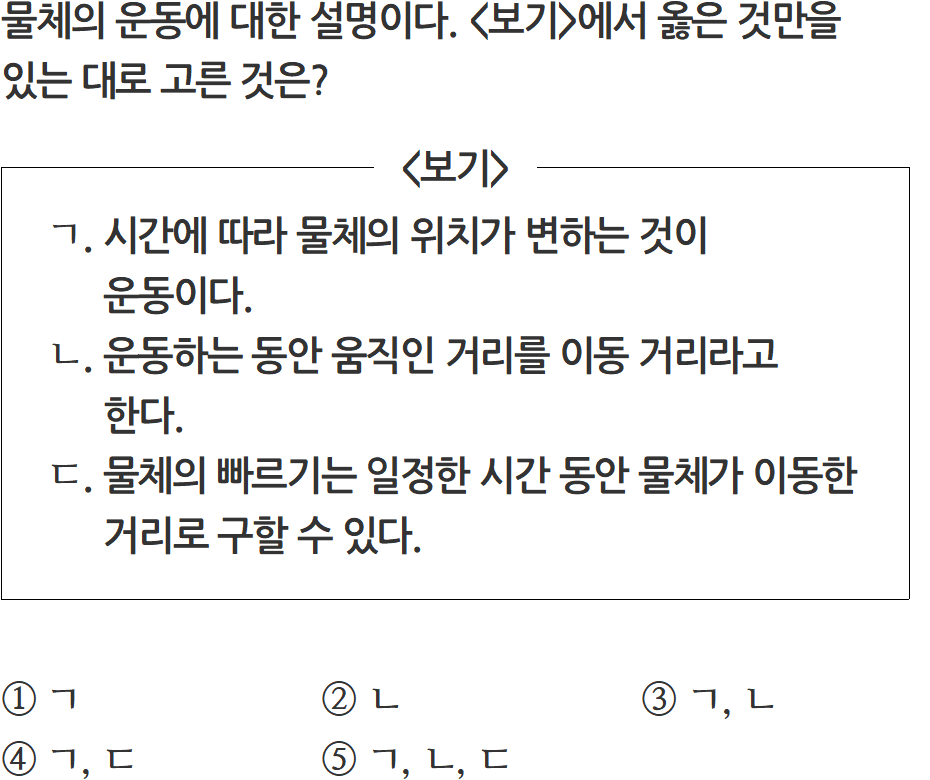 물체의 운동에 대한 설명이다. <보기>에서 옳은 것만을
있는 대로 고른 것은?
<보기>
ㄱ. 시간에 따라 물체의 위치가 변하는 것이
운동이다.
ㄴ. 운동하는 동안 움직인 거리를 이동 거리라고
한다.
ㄷ. 물체의 빠르기는 일정한 시간 동안 물체가 이동한
거리로 구할 수 있다.
① ㄱ ② ㄴ ③ ㄱ, ㄴ
④ ㄱ, ㄷ ⑤ ㄱ, ㄴ, ㄷ